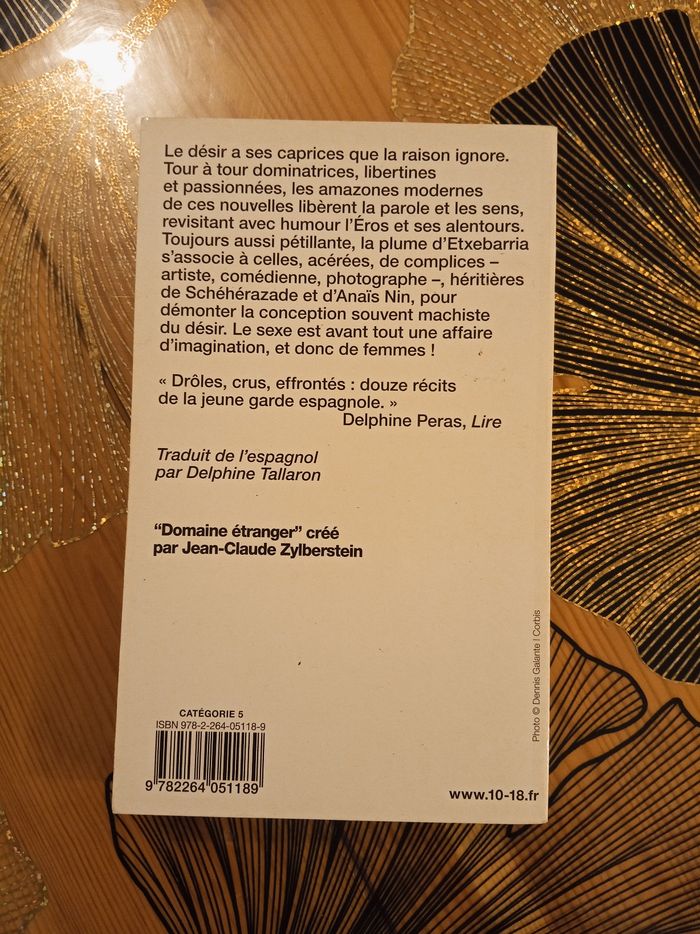 Le désir a ses caprices que la raison ignore.
Tour à tour dominatrices, libertines
et passionnées, les amazones modernes
de ces nouvelles libèrent la parole et les sens,
revisitant avec humour l'Éros et ses alentours.
Toujours aussi pétillante, la plume d'Etxebarria
s'associe à celles, acérées, de complices –
artiste, comédienne, photographe –, héritières
de Schéhérazade et d'Anaïs Nin, pour
démonter la conception souvent machiste
du désir. Le sexe est avant tout une affaire
d'imagination, et donc de femmes !
« Drôles, crus, effrontés : douze récits
de la jeune garde espagnole. »
Delphine Peras, Lire
Traduit de l'espagnol
par Delphine Tallaron
"Domaine étranger" créé
par Jean-Claude Zylberstein
Photo © Dennis Galante | Corbis
CATÉGORIE 5
ISBN 978-2-264-05118-9
9 782264 051189
www.10-18.fr